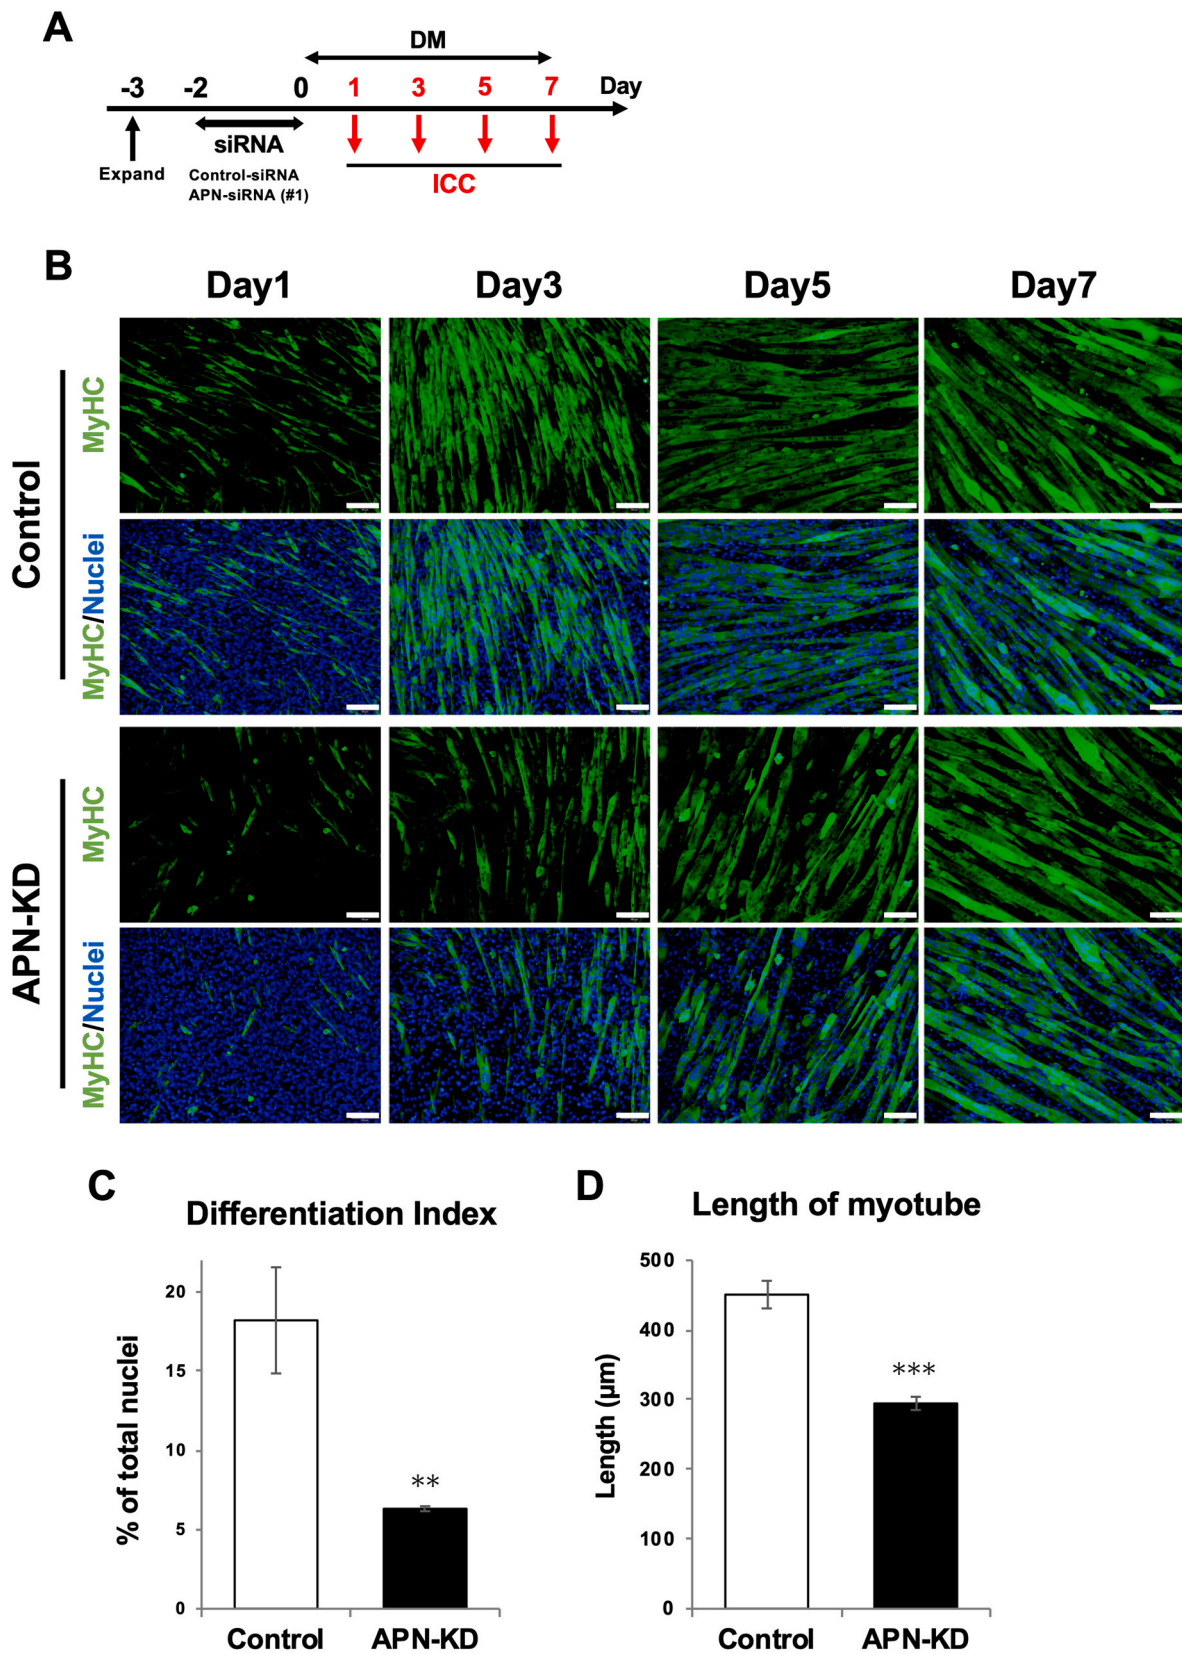 A
DM
-3 -2 0 1 3 5 7 Day
siRNA
Expand
Control-siRNA
APN-siRNA (#1)
ICC
B
Day1 Day3 Day5 Day7
Control
MyHC
MyHC/Nuclei
APN-KD
MyHC
MyHC/Nuclei
C
Differentiation Index
% of total nuclei
20
15
10
5
0
**
Control APN-KD
D
Length of myotube
Length (μm)
500
400
300
200
100
0
***
Control APN-KD